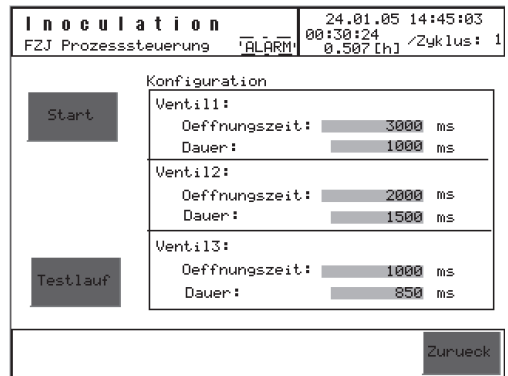 Inoculation
FZJ Prozesssteuerung 'ALARM'
24.01.05 14:45:03
00:30:24
0.507[h] /Zyklus: 1
Konfiguration
Start
Ventil1:
Oeffnungszeit: 3000 ms
Dauer: 1000 ms
Ventil2:
Oeffnungszeit: 2000 ms
Dauer: 1500 ms
Ventil3:
Oeffnungszeit: 1000 ms
Testlauf
Dauer: 850 ms
Zurueck